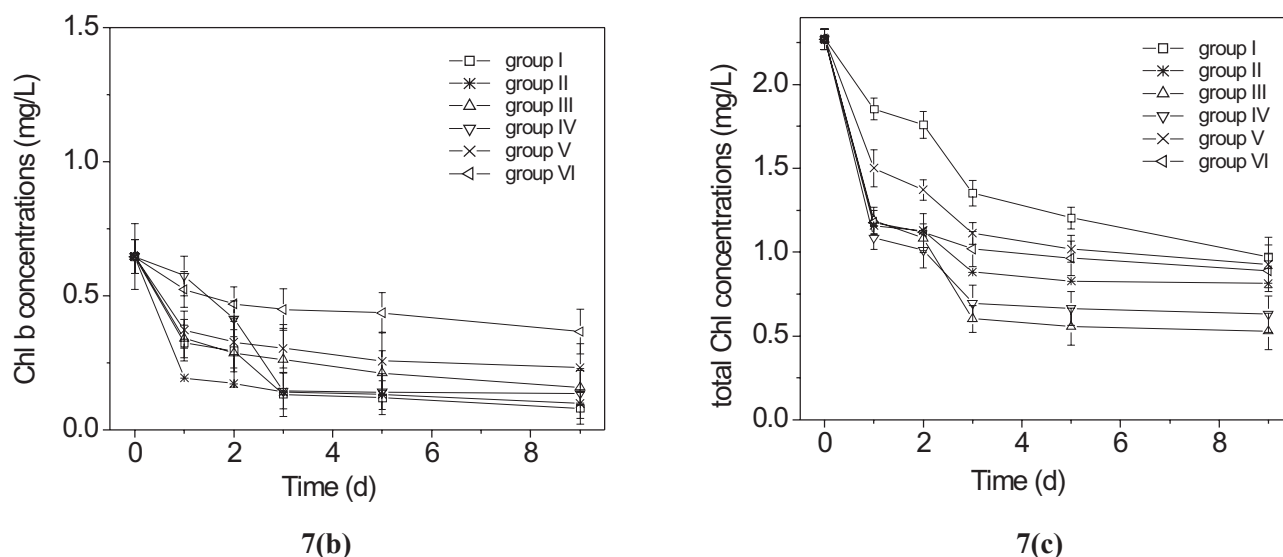 Chl b concentrations (mg/L)
1.5
1.0
0.5
0.0
0 2 4 6 8
Time (d)
group I
group II
group III
group IV
group V
group VI
7(b)
total Chl concentrations (mg/L)
2.0
1.5
1.0
0.5
0.0
0 2 4 6 8
Time (d)
group I
group II
group III
group IV
group V
group VI
7(c)